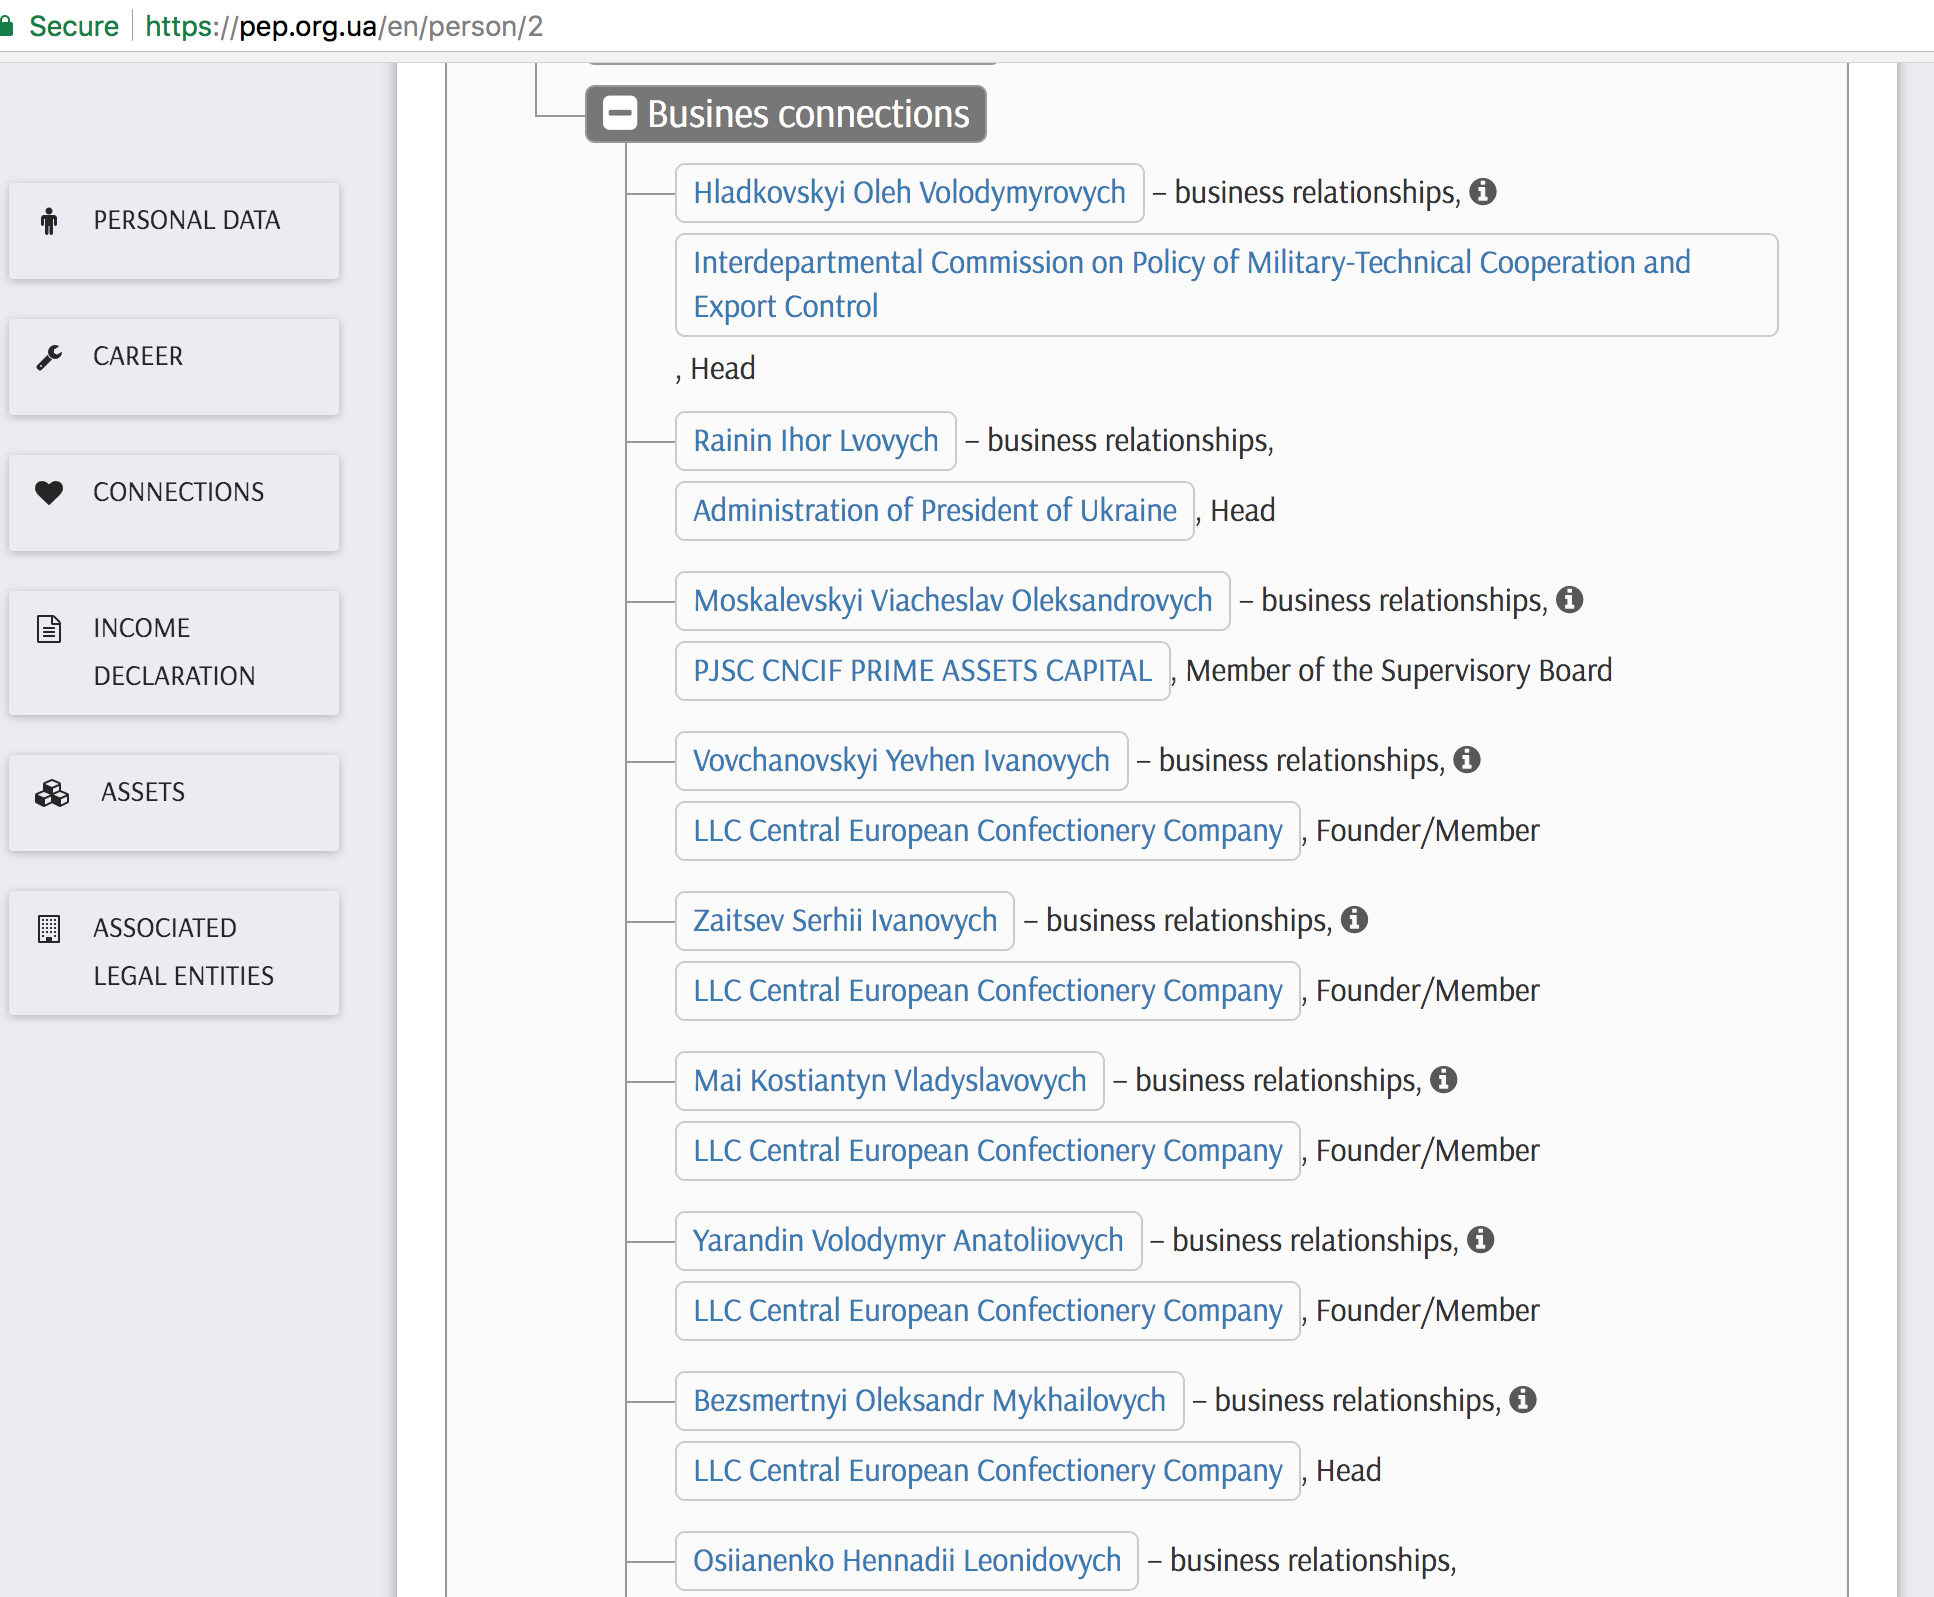 Secure https://pep.org.ua/en/person/2
PERSONAL DATA
CAREER
CONNECTIONS
INCOME
DECLARATION
ASSETS
ASSOCIATED
LEGAL ENTITIES
Busines connections
Hladkovskyi Oleh Volodymyrovych – business relationships,
Interdepartmental Commission on Policy of Military-Technical Cooperation and
Export Control
, Head
Rainin Ihor Lvovych – business relationships,
Administration of President of Ukraine , Head
Moskalevskyi Viacheslav Oleksandrovych – business relationships,
PJSC CNCIF PRIME ASSETS CAPITAL , Member of the Supervisory Board
Vovchanovskyi Yevhen Ivanovych – business relationships,
LLC Central European Confectionery Company , Founder/Member
Zaitsev Serhii Ivanovych – business relationships,
LLC Central European Confectionery Company , Founder/Member
Mai Kostiantyn Vladyslavovych – business relationships,
LLC Central European Confectionery Company , Founder/Member
Yarandin Volodymyr Anatoliiovych – business relationships,
LLC Central European Confectionery Company , Founder/Member
Bezsmertnyi Oleksandr Mykhailovych – business relationships,
LLC Central European Confectionery Company , Head
Osiianenko Hennadii Leonidovych – business relationships,